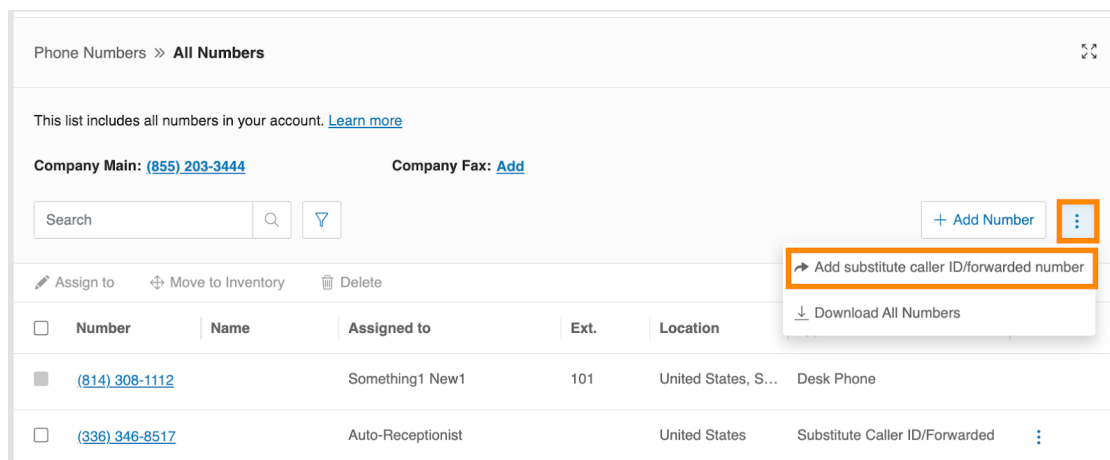 Phone Numbers » All Numbers
This list includes all numbers in your account. Learn more
Company Main: (855) 203-3444 Company Fax: Add
Search + Add Number
Add substitute caller ID/forwarded number
Assign to Move to Inventory Delete
Download All Numbers
Number Name Assigned to Ext. Location
(814) 308-1112 Something1 New1 101 United States, S... Desk Phone
(336) 346-8517 Auto-Receptionist United States Substitute Caller ID/Forwarded